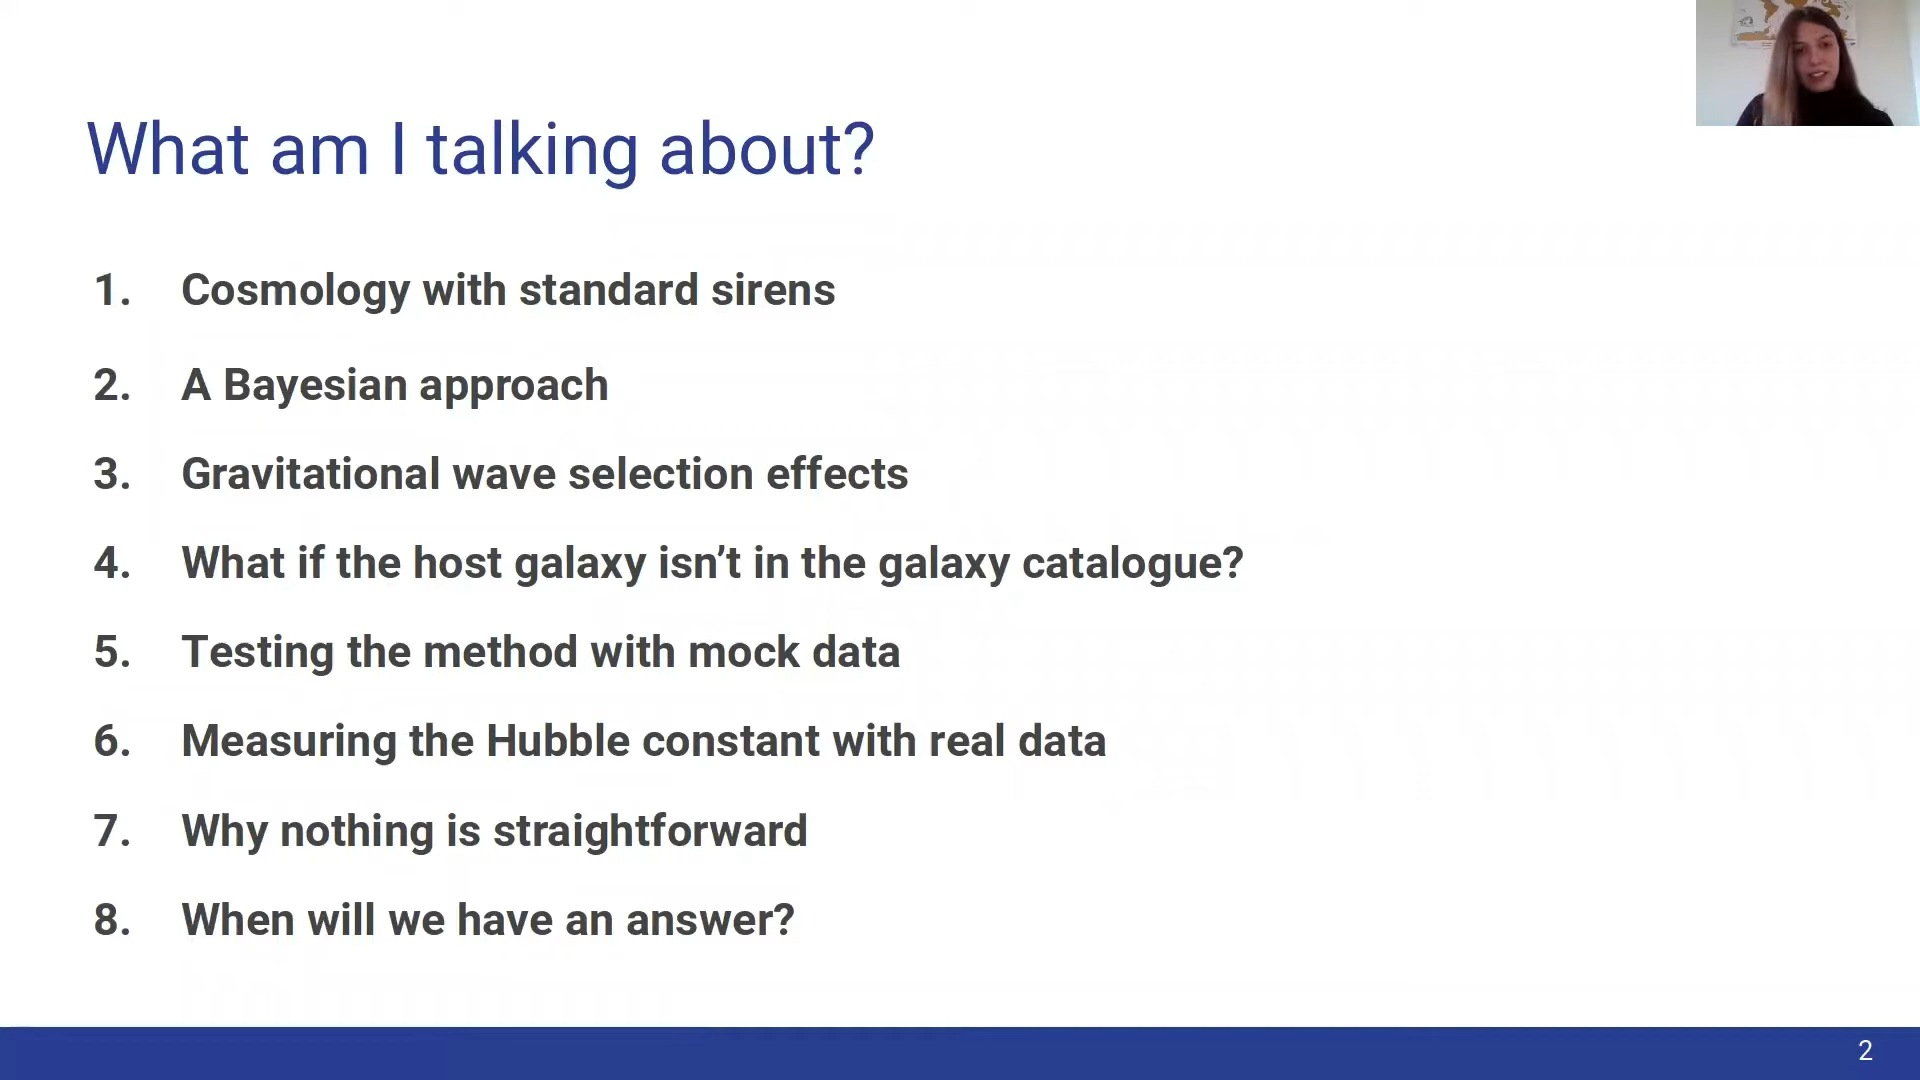 What am I talking about?
1. Cosmology with standard sirens
2. A Bayesian approach
3. Gravitational wave selection effects
4. What if the host galaxy isn’t in the galaxy catalogue?
5. Testing the method with mock data
6. Measuring the Hubble constant with real data
7. Why nothing is straightforward
8. When will we have an answer?
2